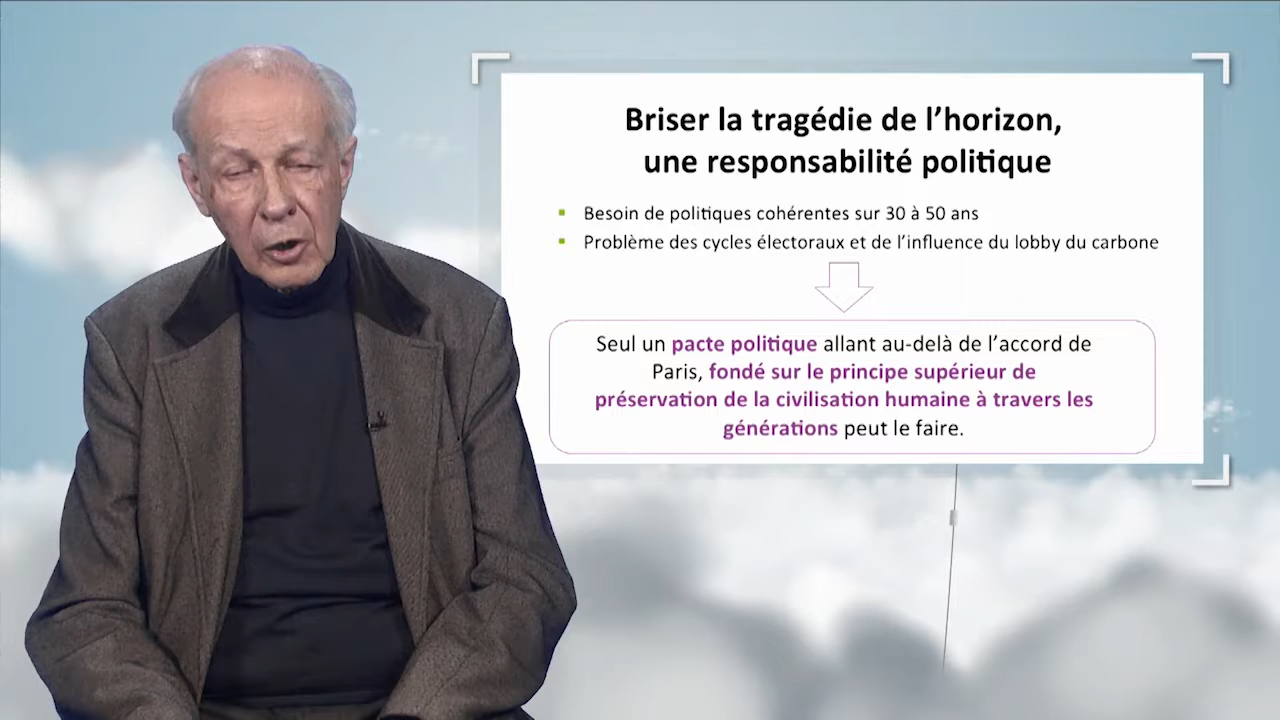 Briser la tragédie de l’horizon,
une responsabilité politique
Besoin de politiques cohérentes sur 30 à 50 ans
Problème des cycles électoraux et de l’influence du lobby du carbone
Seul un pacte politique allant au-delà de l’accord de
Paris, fondé sur le principe supérieur de
préservation de la civilisation humaine à travers les
générations peut le faire.